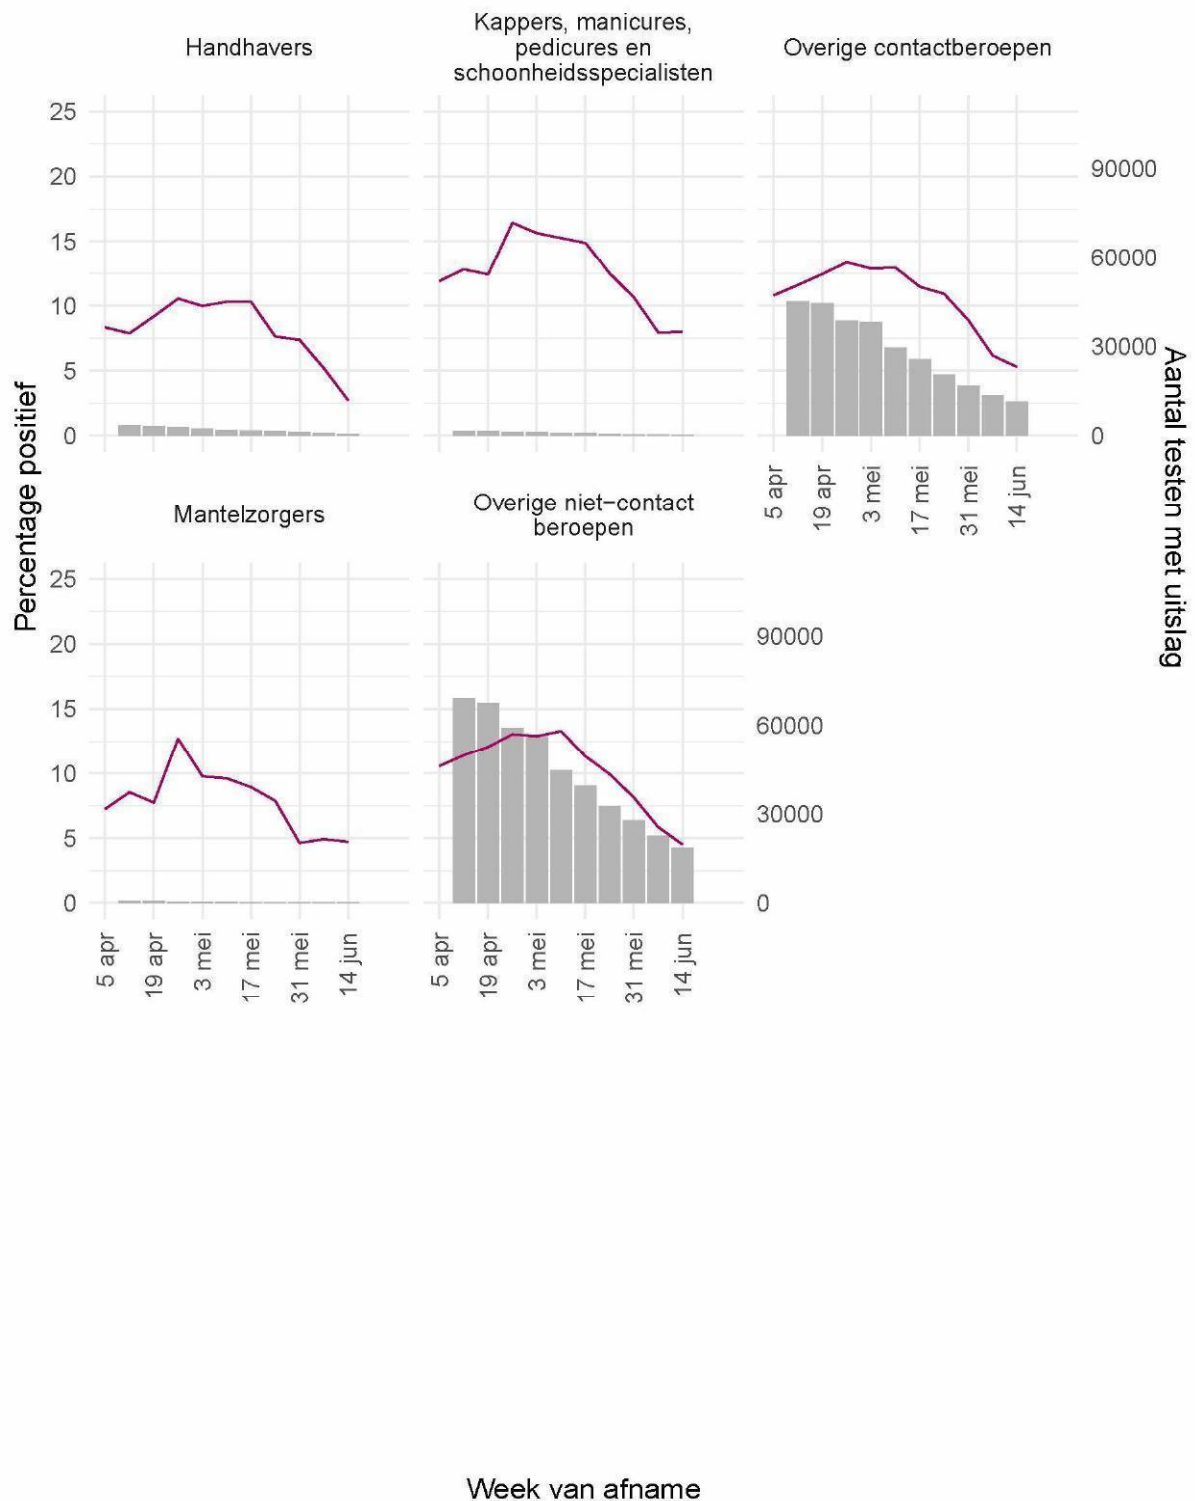 Handhavers
Kappers, manicures,
pedicures en
schoonheidsspecialisten
Overige contactberoepen
25
20
15
10
5
0
90000
60000
30000
0
5 apr
19 apr
3 mei
17 mei
31 mei
14 jun
Percentage positief
Aantal testen met uitslag
Mantelzorgers
Overige niet−contact
beroepen
25
20
15
10
5
0
90000
60000
30000
0
5 apr
19 apr
3 mei
17 mei
31 mei
14 jun
5 apr
19 apr
3 mei
17 mei
31 mei
14 jun
Week van afname